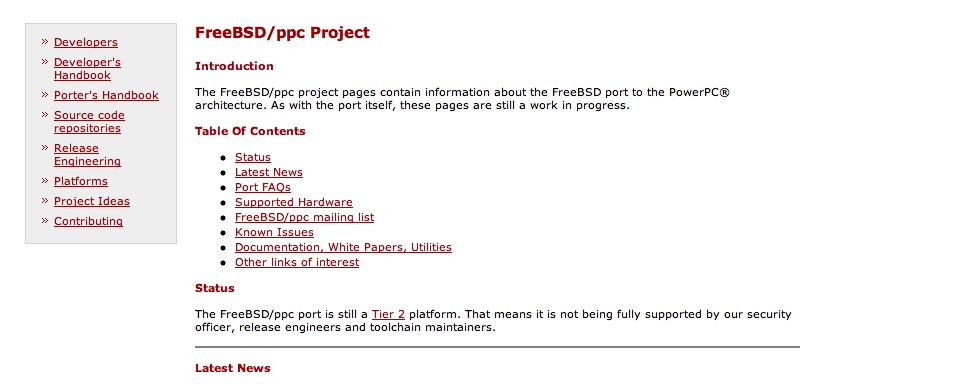 » Developers
» Developer's
Handbook
» Porter's Handbook
» Source code
repositories
» Release
Engineering
» Platforms
» Project Ideas
» Contributing
FreeBSD/ppc Project
Introduction
The FreeBSD/ppc project pages contain information about the FreeBSD port to the PowerPC®
architecture. As with the port itself, these pages are still a work in progress.
Table Of Contents
• Status
• Latest News
• Port FAQs
• Supported Hardware
• FreeBSD/ppc mailing list
• Known Issues
• Documentation, White Papers, Utilities
• Other links of interest
Status
The FreeBSD/ppc port is still a Tier 2 platform. That means it is not being fully supported by our security
officer, release engineers and toolchain maintainers.
Latest News